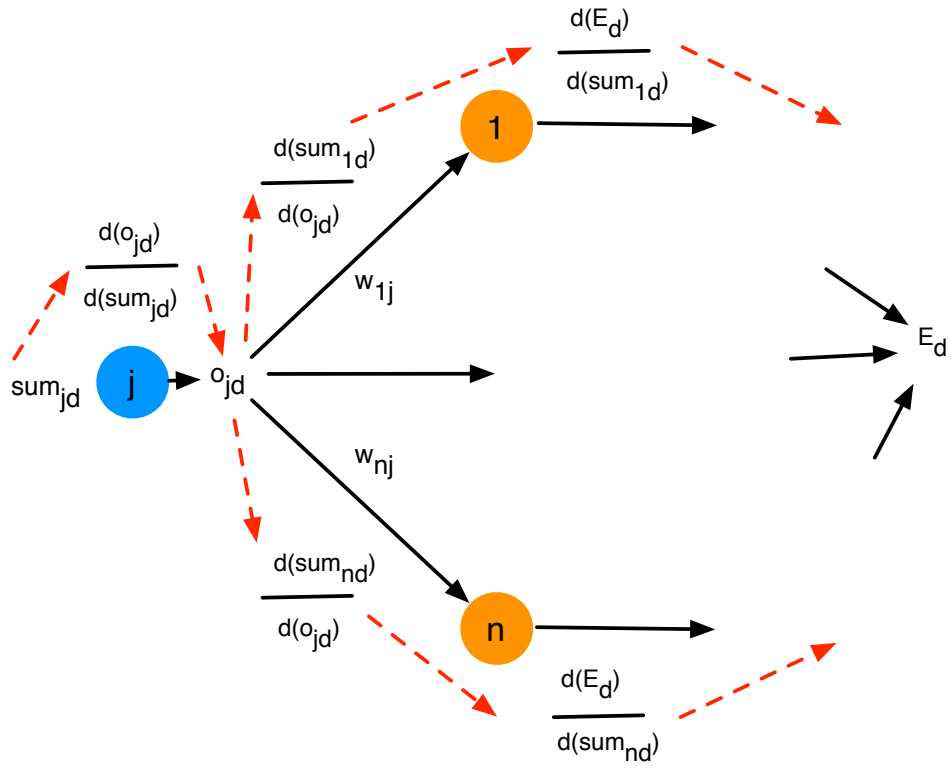 d(E_d)
d(sum_1d)
1
d(sum_1d)
d(o_jd)
d(o_jd)
d(sum_jd)
w_1j
sum_jd
j
o_jd
E_d
w_nj
d(sum_nd)
d(o_jd)
n
d(E_d)
d(sum_nd)